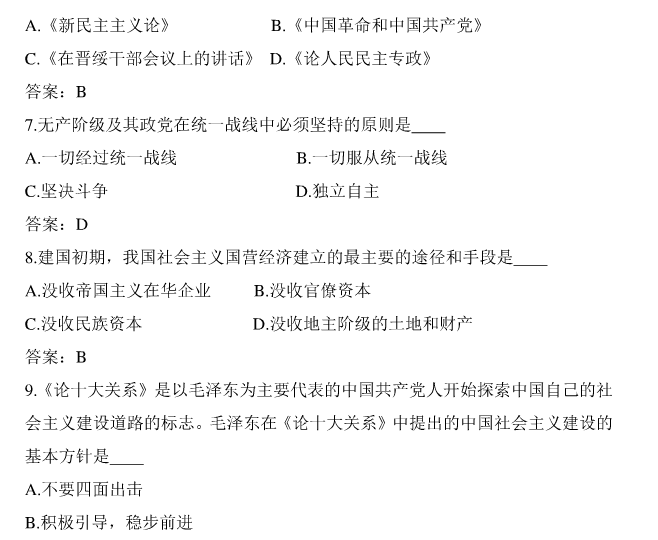 A.《新民主主义论》 B.《中国革命和中国共产党》
C.《在晋绥干部会议上的讲话》 D.《论人民民主专政》
答案：B
7.无产阶级及其政党在统一战线中必须坚持的原则是____
A.一切经过统一战线 B.一切服从统一战线
C.坚决斗争 D.独立自主
答案：D
8.建国初期，我国社会主义国营经济建立的最主要的途径和手段是____
A.没收帝国主义在华企业 B.没收官僚资本
C.没收民族资本 D.没收地主阶级的土地和财产
答案：B
9.《论十大关系》是以毛泽东为主要代表的中国共产党人开始探索中国自己的社
会主义建设道路的标志。毛泽东在《论十大关系》中提出的中国社会主义建设的
基本方针是____
A.不要四面出击
B.积极引导，稳步前进